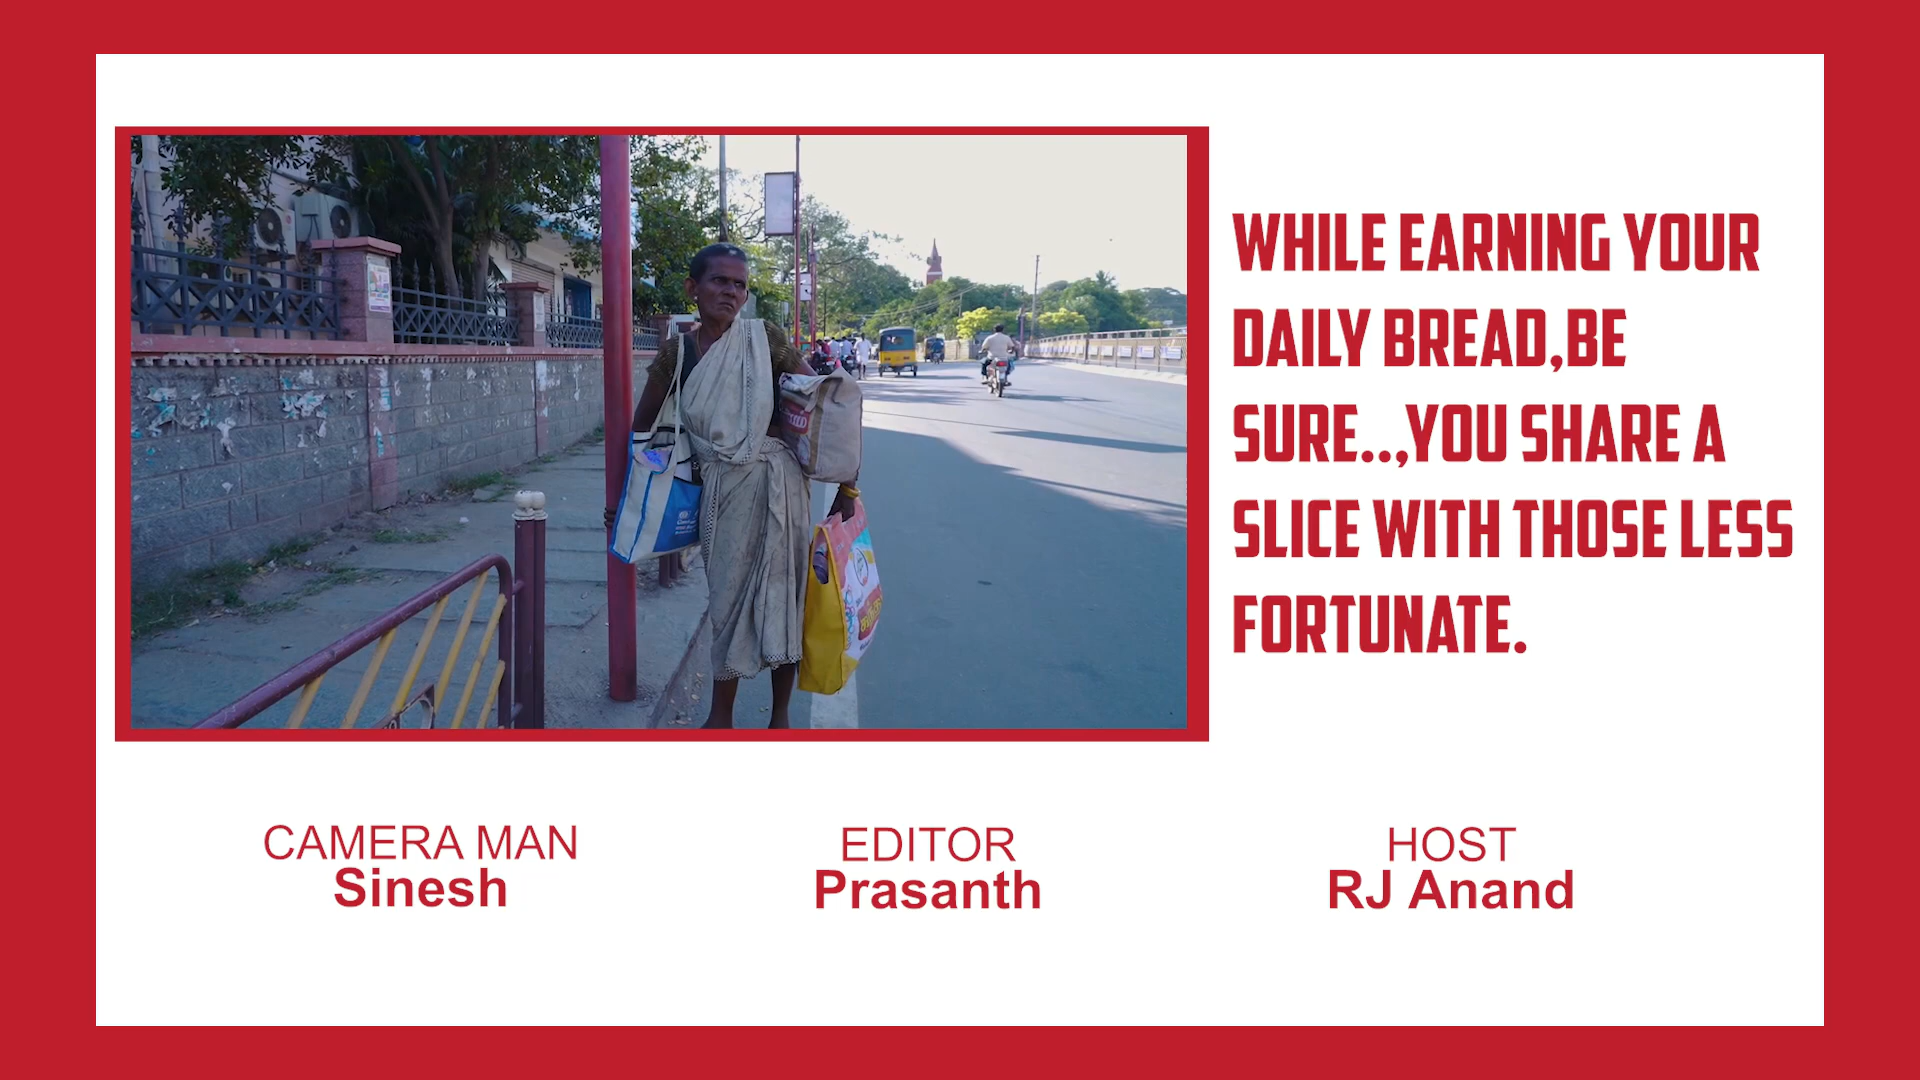 WHILE EARNING YOUR
DAILY BREAD,BE
SURE..,YOU SHARE A
SLICE WITH THOSE LESS
FORTUNATE.
CAMERA MAN
Sinesh
EDITOR
Prasanth
HOST
RJ Anand